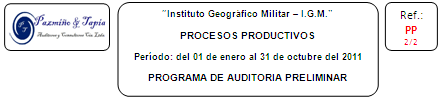 Pazmiño & Tapia
Auditores y Consultores Cía. Ltda.
¨Instituto Geográfico Militar – I.G.M.¨
PROCESOS PRODUCTIVOS
Período: del 01 de enero al 31 de octubre del 2011
PROGRAMA DE AUDITORIA PRELIMINAR
Ref.:
PP
2/2